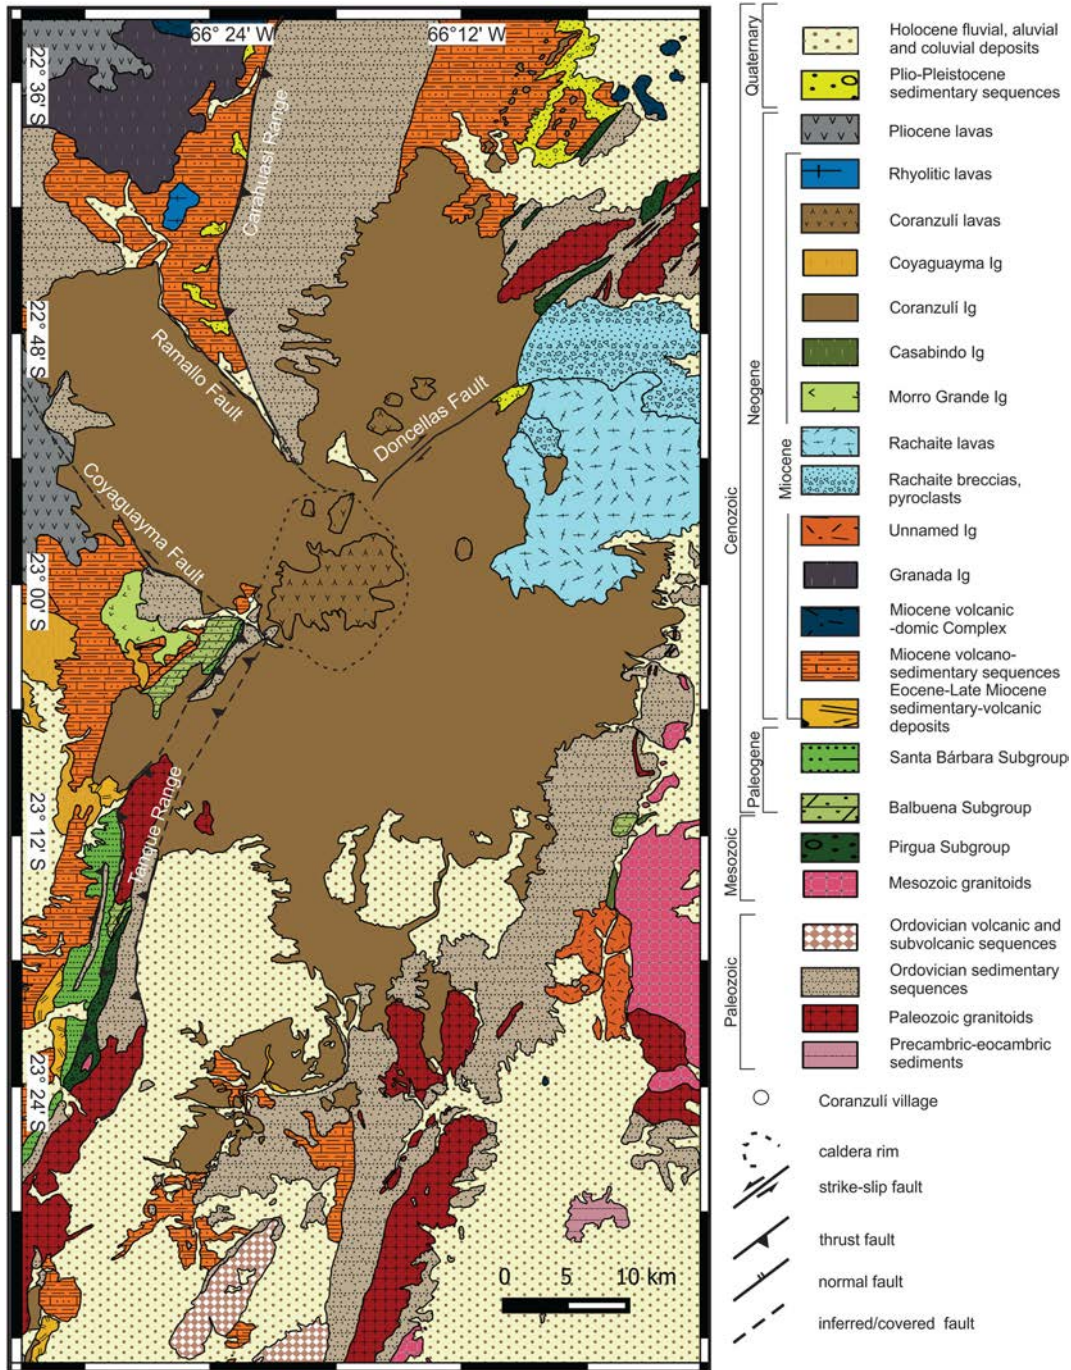 66° 24' W
66° 12' W
22° 36' S
22° 48' S
23° 00' S
23° 12' S
23° 24' S
Carahuasi Range
Ramallo Fault
Doncellas Fault
Coyaguayma Fault
Tangue Range
0 5 10 km
Cenozoic
Quaternary
Neogene
Miocene
Paleogene
Mesozoic
Paleozoic
Holocene fluvial, aluvial
and coluvial deposits
Plio-Pleistocene
sedimentary sequences
Pliocene lavas
Rhyolitic lavas
Coranzulí lavas
Coyaguayma Ig
Coranzulí Ig
Casabindo Ig
Morro Grande Ig
Rachaite lavas
Rachaite breccias,
pyroclasts
Unnamed Ig
Granada Ig
Miocene volcanic
-domic Complex
Miocene volcano-
sedimentary sequences
Eocene-Late Miocene
sedimentary-volcanic
deposits
Santa Bárbara Subgroup
Balbuena Subgroup
Pirgua Subgroup
Mesozoic granitoids
Ordovician volcanic and
subvolcanic sequences
Ordovician sedimentary
sequences
Paleozoic granitoids
Precambric-eocambric
sediments
Coranzulí village
caldera rim
strike-slip fault
thrust fault
normal fault
inferred/covered fault